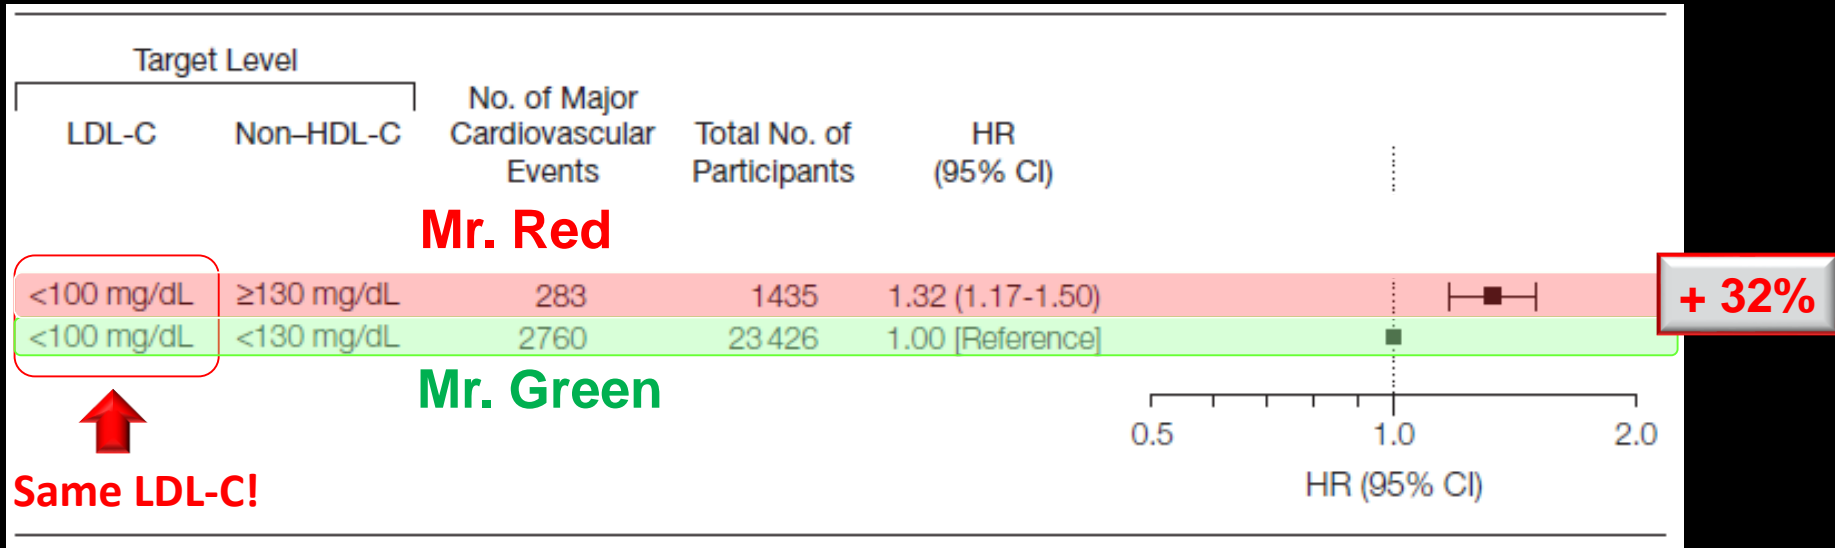 Target Level
LDL-C Non–HDL-C No. of Major Cardiovascular Events Total No. of Participants HR (95% CI)
Mr. Red
<100 mg/dL ≥130 mg/dL 283 1435 1.32 (1.17-1.50) + 32%
<100 mg/dL <130 mg/dL 2760 23 426 1.00 [Reference]
Mr. Green
0.5 1.0 2.0
HR (95% CI)
Same LDL-C!